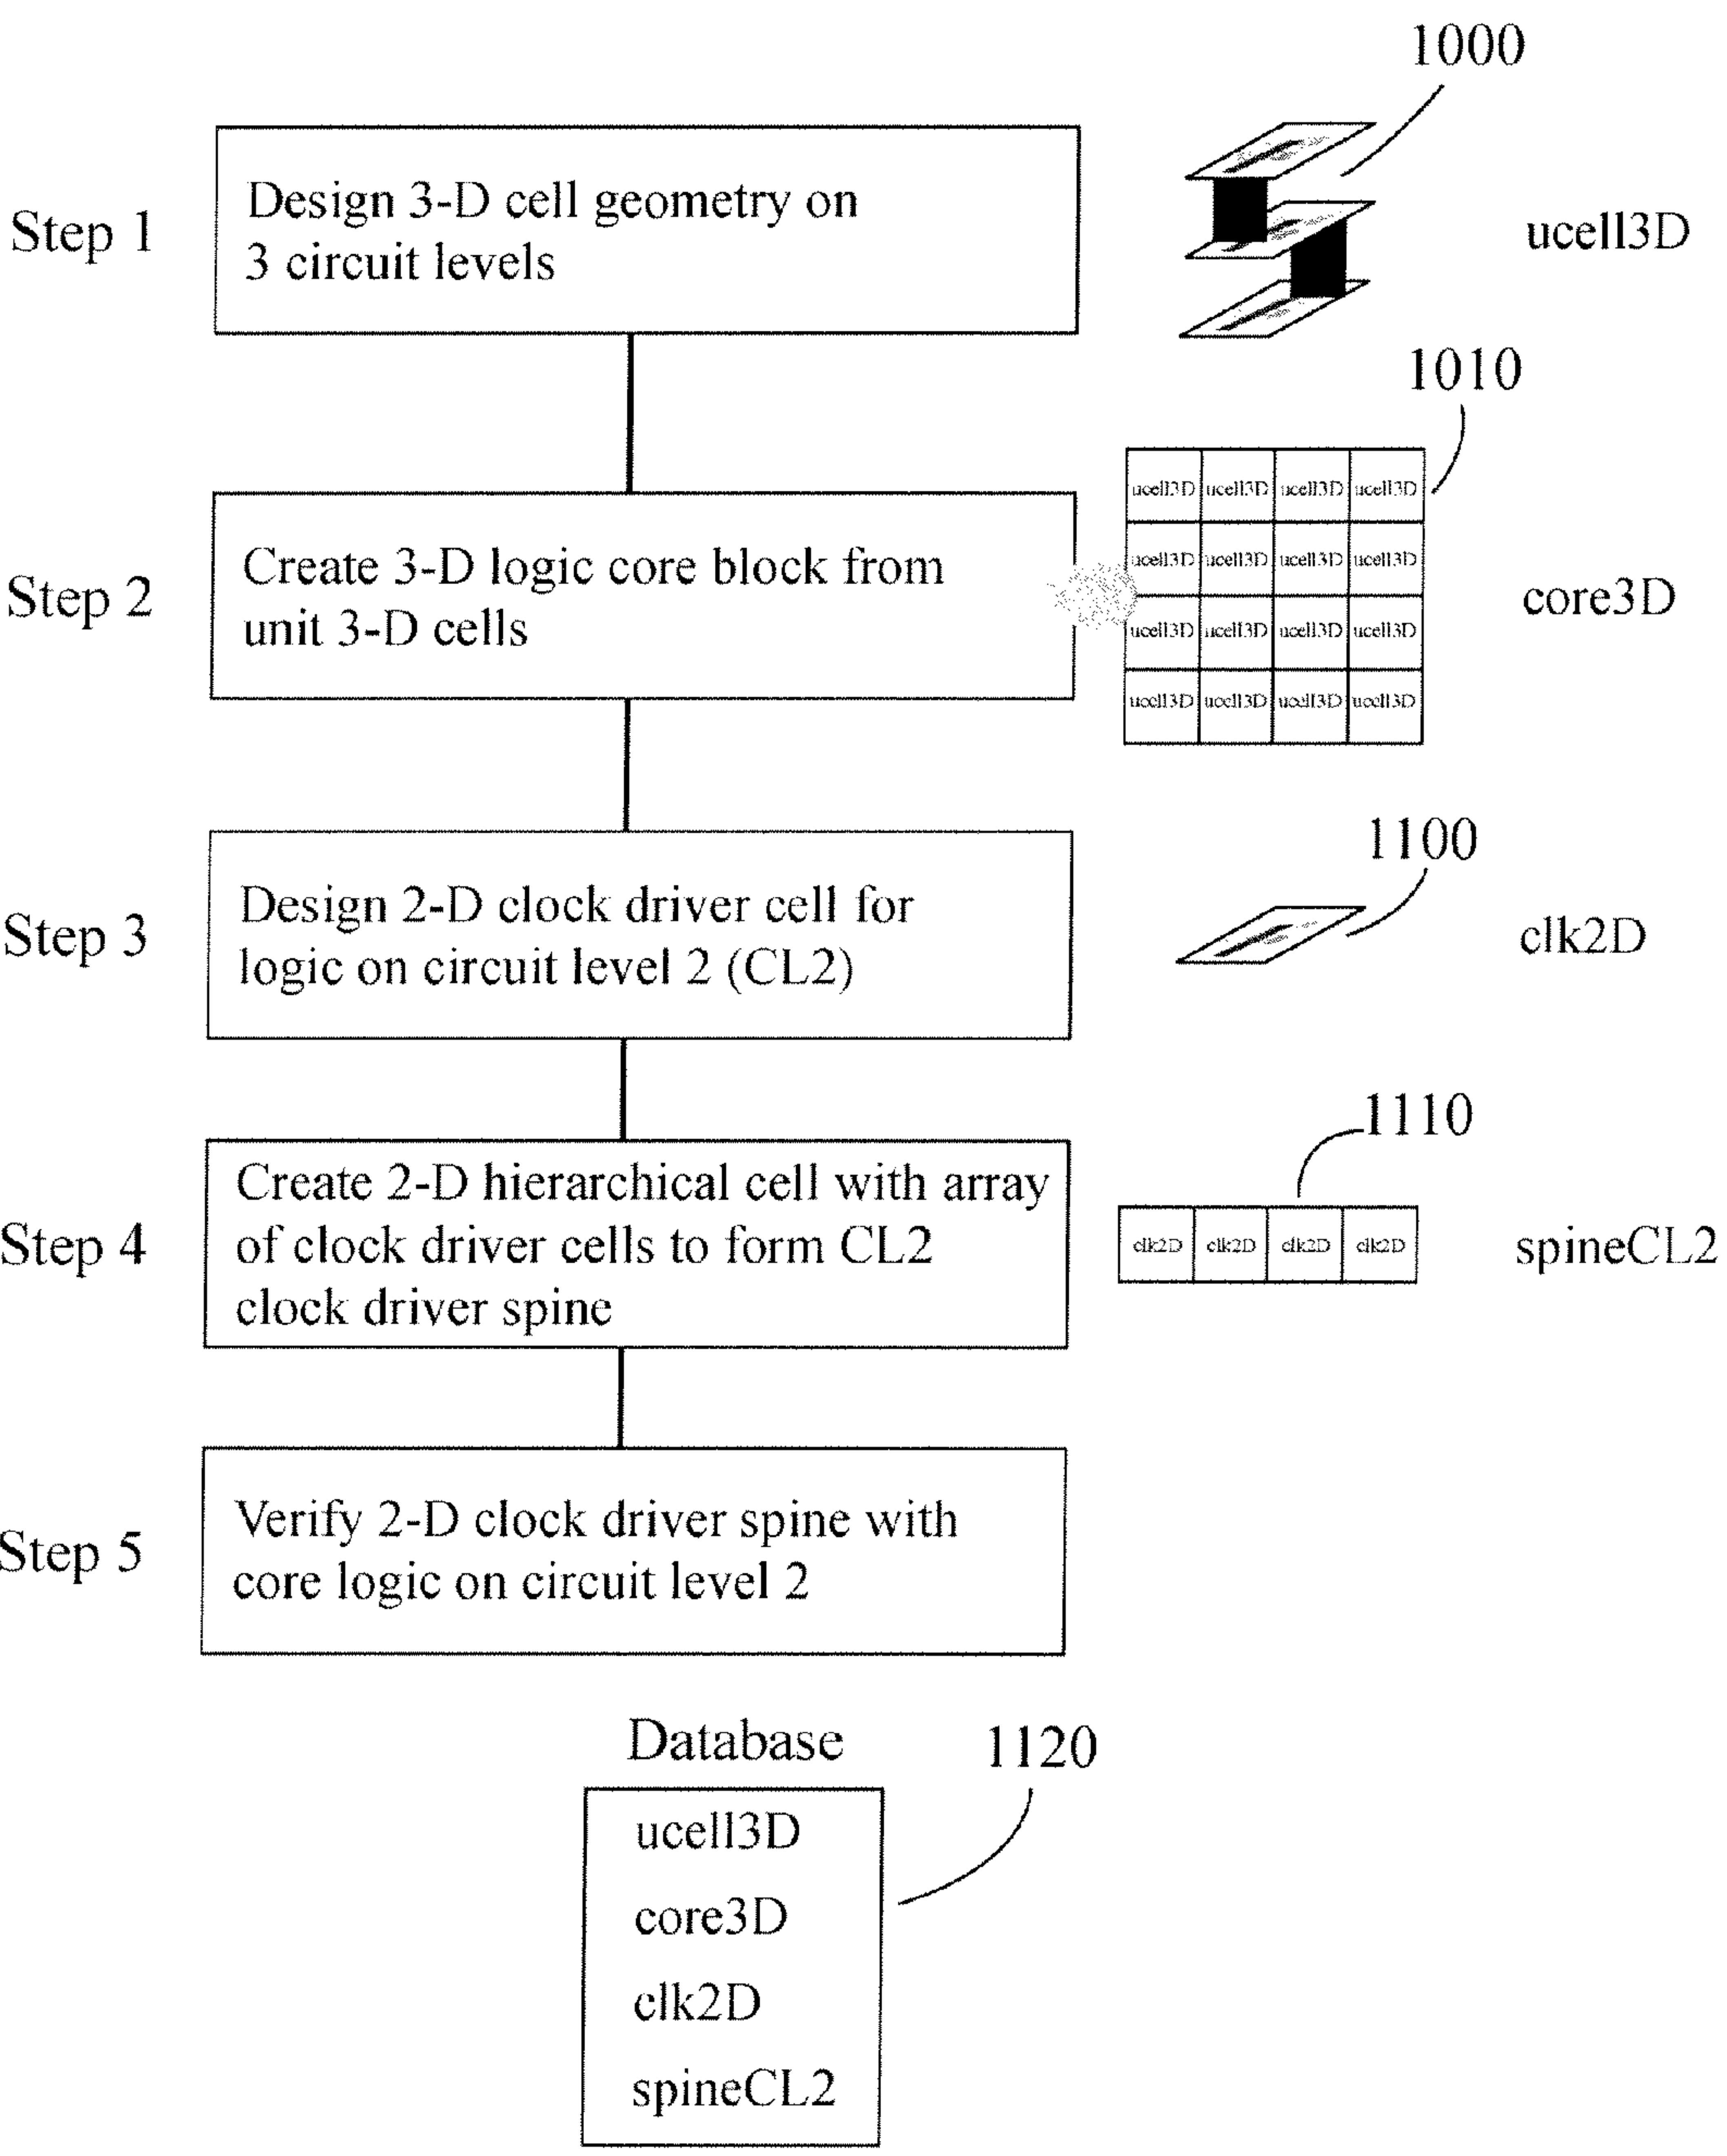 1000
Step 1
Design 3-D cell geometry on
3 circuit levels
ucell3D
1010
Step 2
Create 3-D logic core block from
unit 3-D cells
ucell3D ucell3D ucell3D ucell3D
ucell3D ucell3D ucell3D ucell3D
ucell3D ucell3D ucell3D ucell3D
ucell3D ucell3D ucell3D ucell3D
core3D
1100
Step 3
Design 2-D clock driver cell for
logic on circuit level 2 (CL2)
clk2D
1110
Step 4
Create 2-D hierarchical cell with array
of clock driver cells to form CL2
clock driver spine
clk2D clk2D clk2D clk2D
spineCL2
Step 5
Verify 2-D clock driver spine with
core logic on circuit level 2
Database
1120
ucell3D
core3D
clk2D
spineCL2